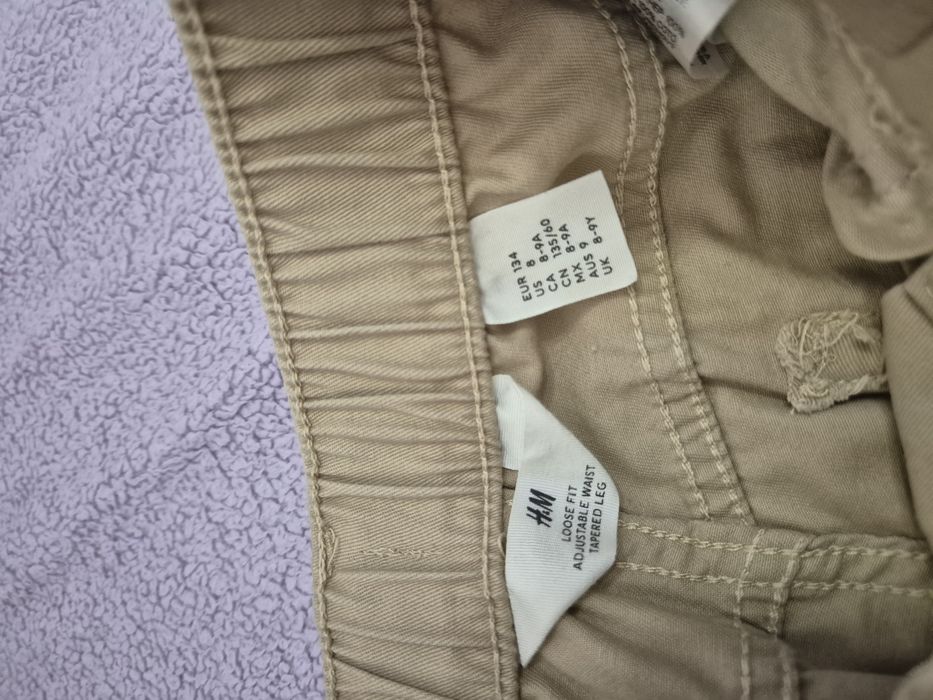 EUR 134
US 8
CA 8-9A
CN 135/60
MX 8-9A
AUS 9
UK 8-9Y
H&M
LOOSE FIT
ADJUSTABLE WAIST
TAPERED LEG